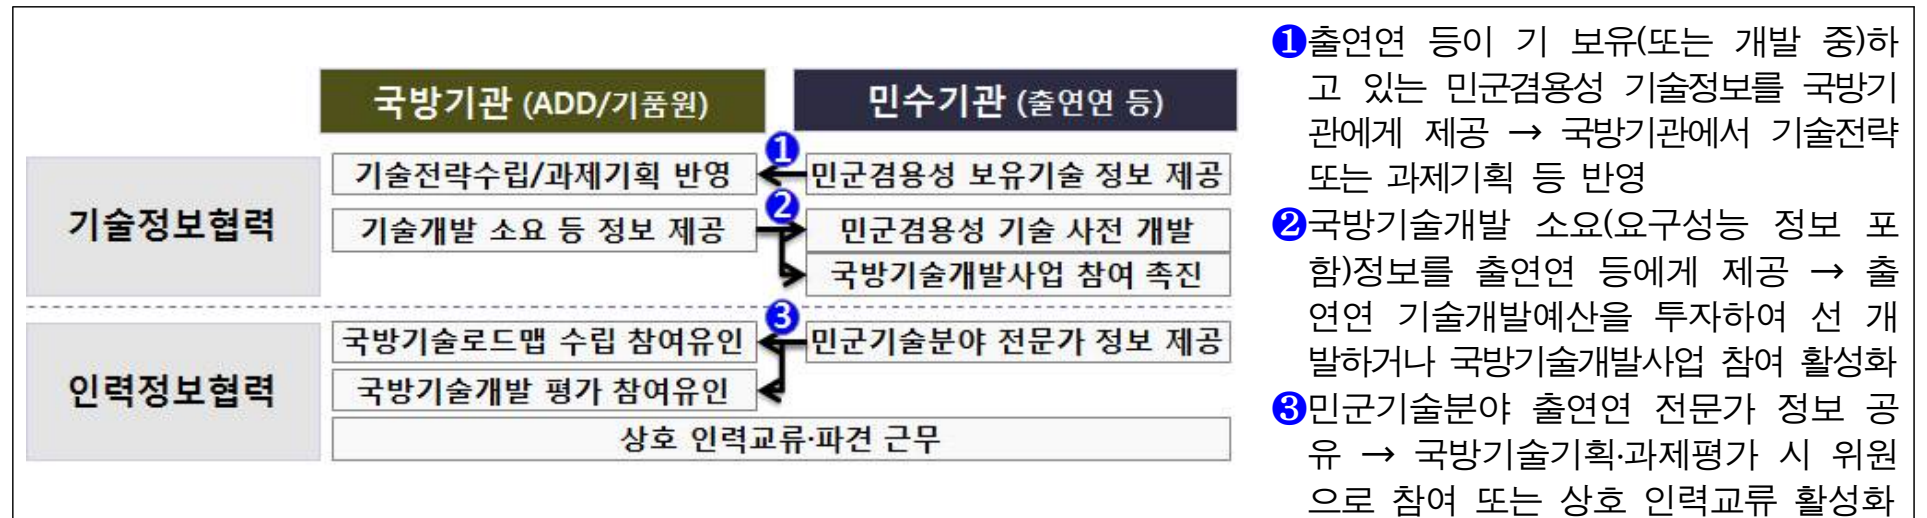 국방기관 (ADD/기품원)
민수기관 (출연연 등)
기술정보협력
기술전략수립/과제기획 반영
❶
민군겸용성 보유기술 정보 제공
기술개발 소요 등 정보 제공
❷
민군겸용성 기술 사전 개발
국방기술개발사업 참여 촉진
인력정보협력
국방기술로드맵 수립 참여유인
❸
민군기술분야 전문가 정보 제공
국방기술개발 평가 참여유인
상호 인력교류·파견 근무
❶출연연 등이 기 보유(또는 개발 중)하
고 있는 민군겸용성 기술정보를 국방기
관에게 제공 → 국방기관에서 기술전략
또는 과제기획 등 반영
❷국방기술개발 소요(요구성능 정보 포
함)정보를 출연연 등에게 제공 → 출
연연 기술개발예산을 투자하여 선 개
발하거나 국방기술개발사업 참여 활성화
❸민군기술분야 출연연 전문가 정보 공
유 → 국방기술기획·과제평가 시 위원
으로 참여 또는 상호 인력교류 활성화